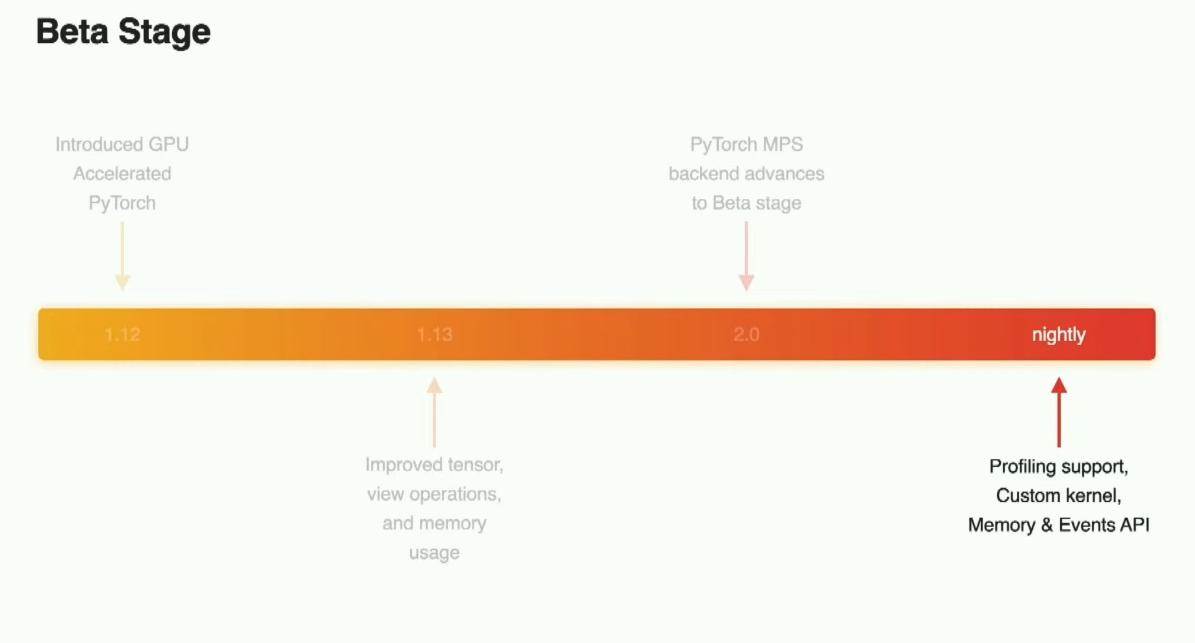 Beta Stage
Introduced GPU
Accelerated
PyTorch
PyTorch MPS
backend advances
to Beta stage
1.12
1.13
2.0
nightly
Improved tensor,
view operations,
and memory
usage
Profiling support,
Custom kernel,
Memory & Events API